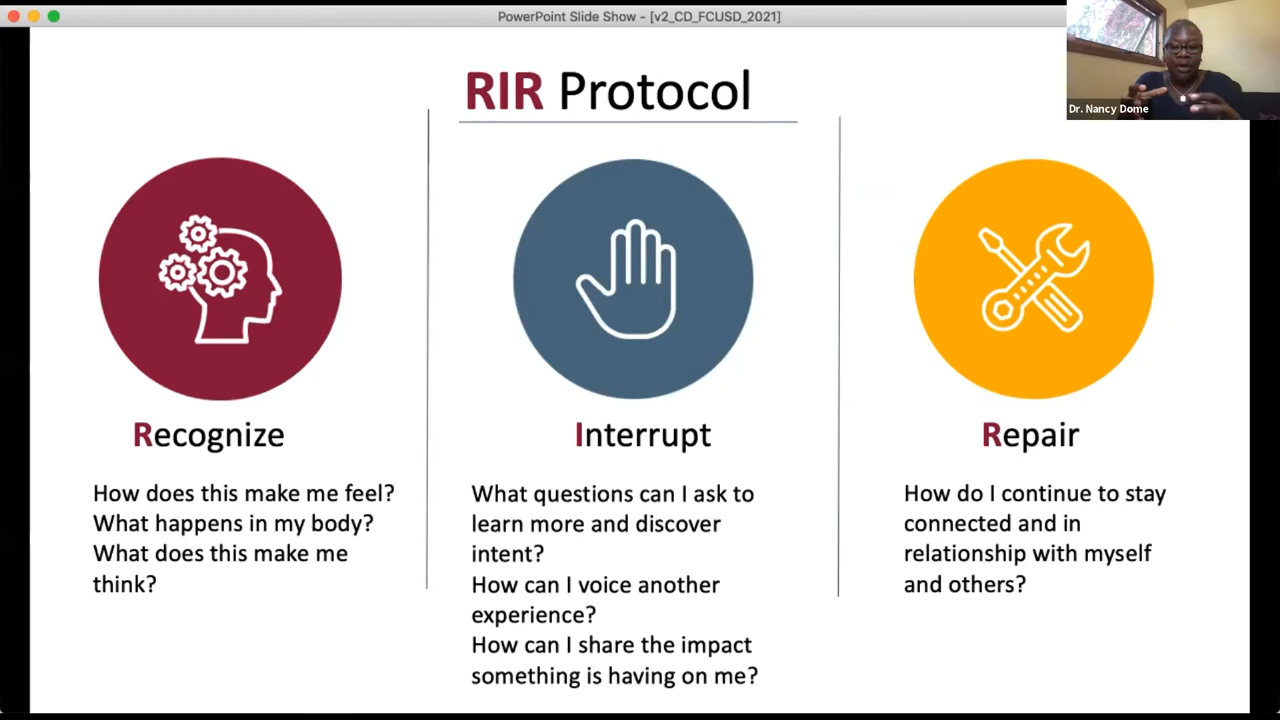 PowerPoint Slide Show - [v2_CD_FCUSD_2021]
Dr. Nancy Dome
RIR Protocol
Recognize
How does this make me feel?
What happens in my body?
What does this make me
think?
Interrupt
What questions can I ask to
learn more and discover
intent?
How can I voice another
experience?
How can I share the impact
something is having on me?
Repair
How do I continue to stay
connected and in
relationship with myself
and others?